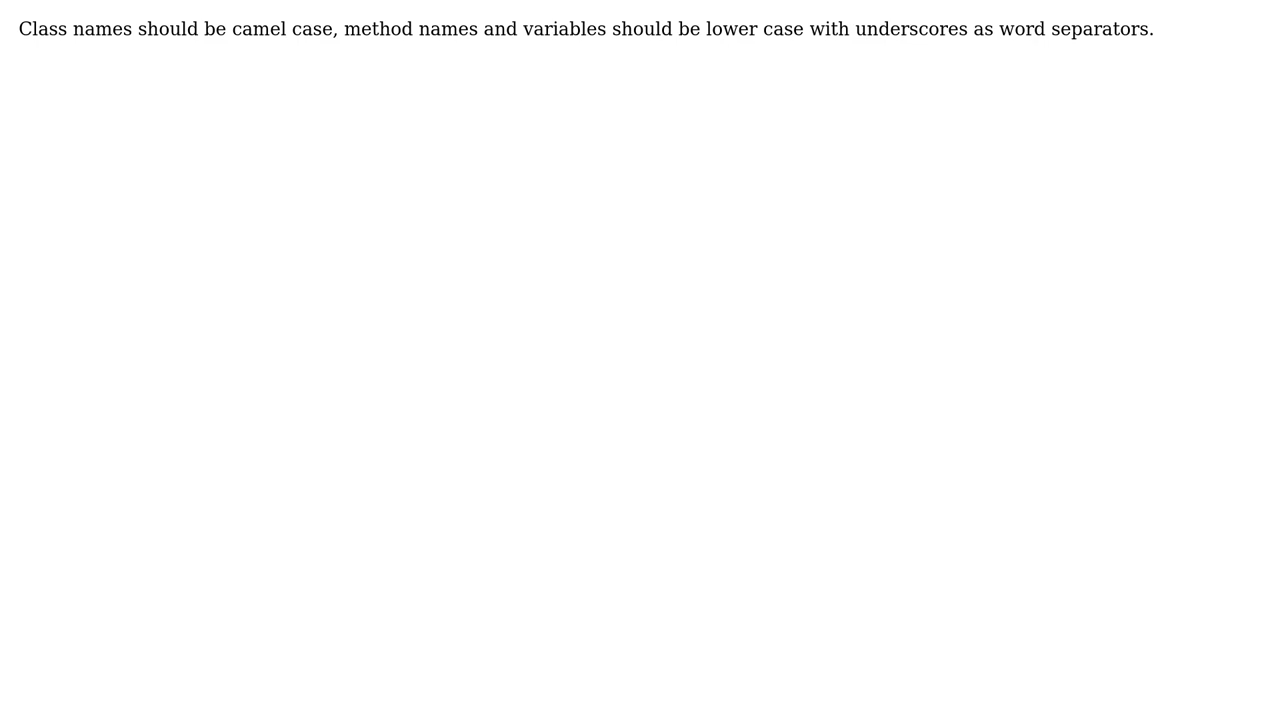 Class names should be camel case, method names and variables should be lower case with underscores as word separators.